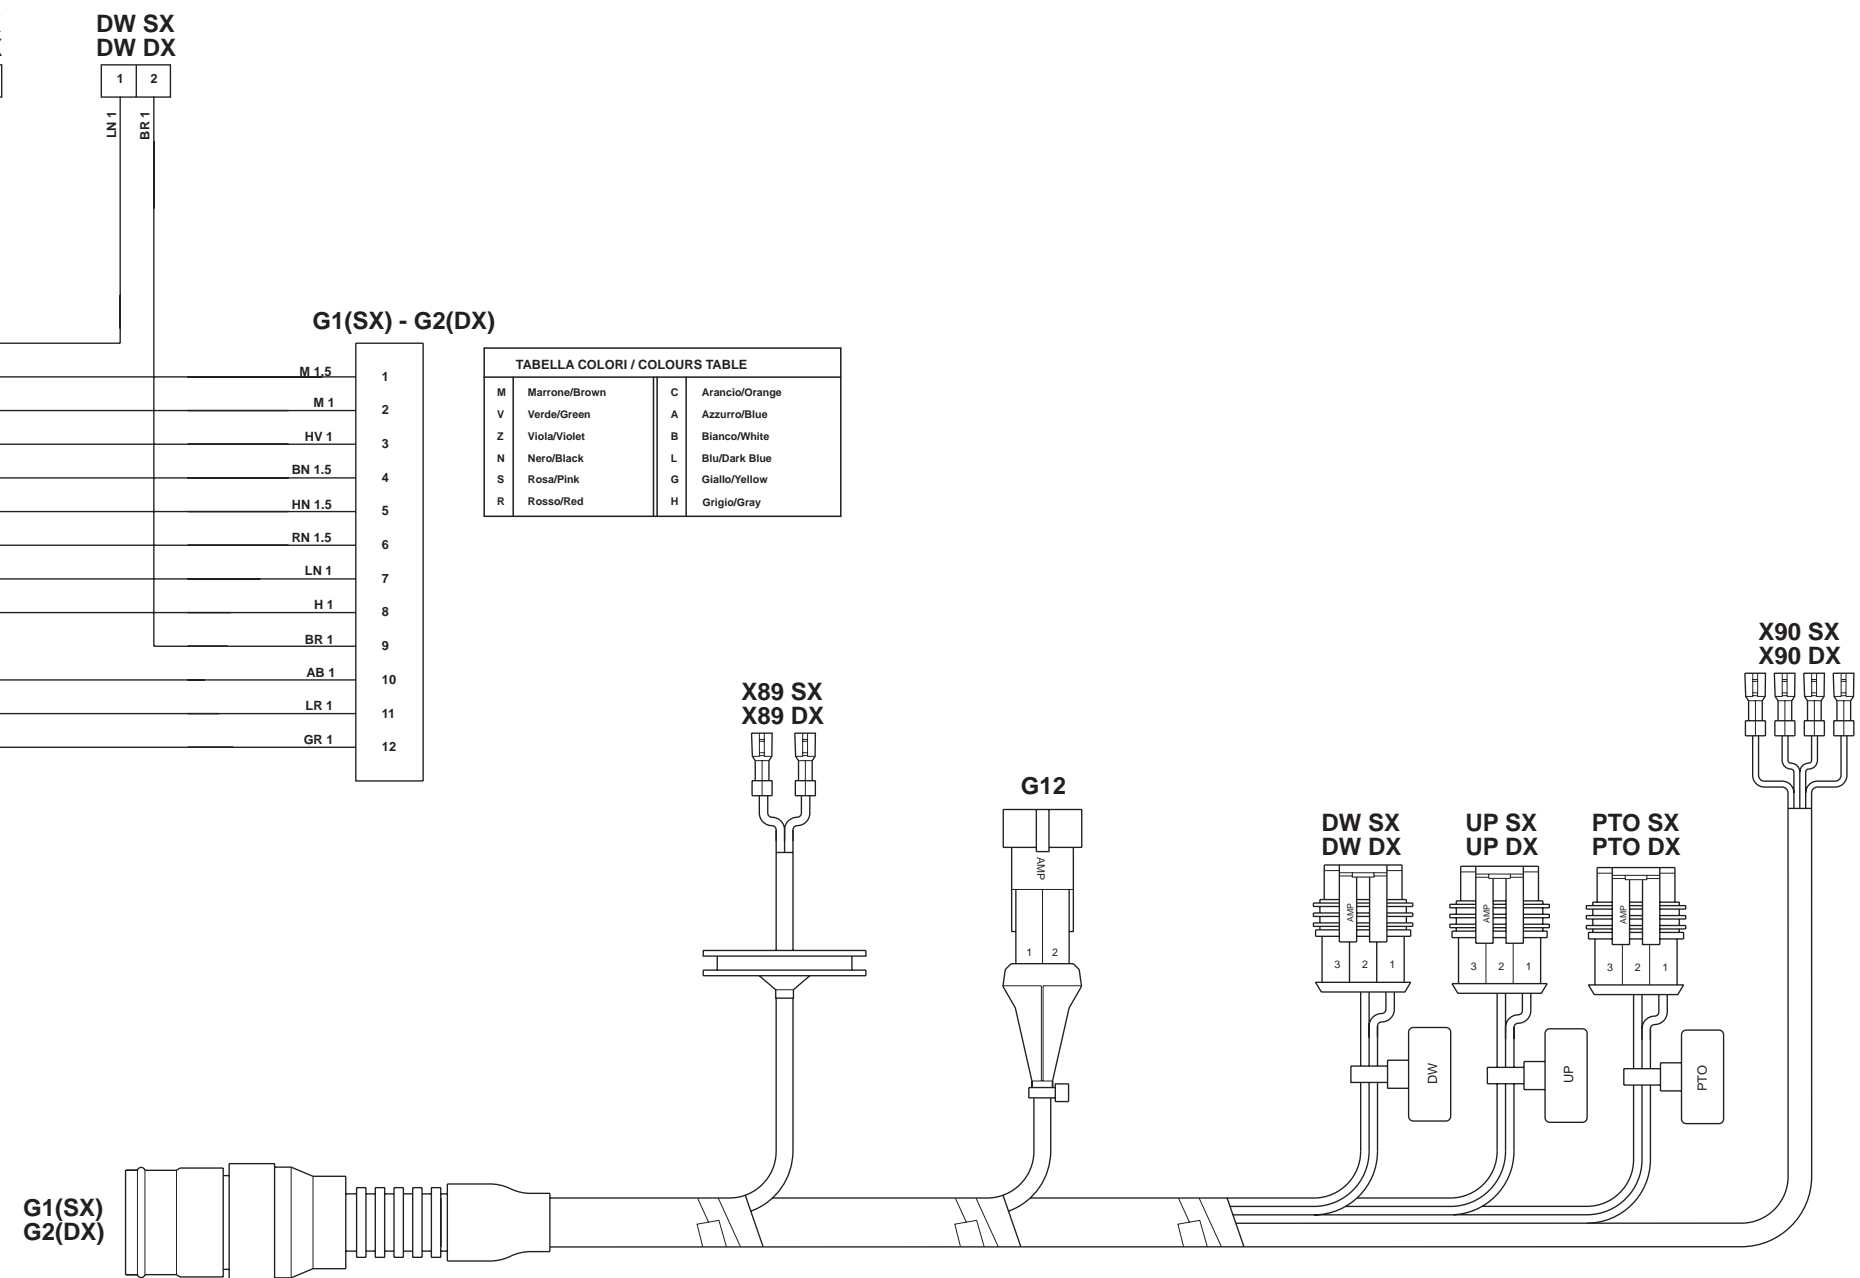 DW SX
DW DX
1 2
LN 1
BR 1
G1(SX) - G2(DX)
M 1.5 1
M 1 2
HV 1 3
BN 1.5 4
HN 1.5 5
RN 1.5 6
LN 1 7
H 1 8
BR 1 9
AB 1 10
LR 1 11
GR 1 12
TABELLA COLORI / COLOURS TABLE
M Marrone/Brown C Arancio/Orange
V Verde/Green A Azzurro/Blue
Z Viola/Violet B Bianco/White
N Nero/Black L Blu/Dark Blue
S Rosa/Pink G Giallo/Yellow
R Rosso/Red H Grigio/Gray
X90 SX
X90 DX
X89 SX
X89 DX
G12
AMP
1 2
DW SX
DW DX
AMP
3 2 1
DW
UP SX
UP DX
AMP
3 2 1
UP
PTO SX
PTO DX
AMP
3 2 1
PTO
G1(SX)
G2(DX)